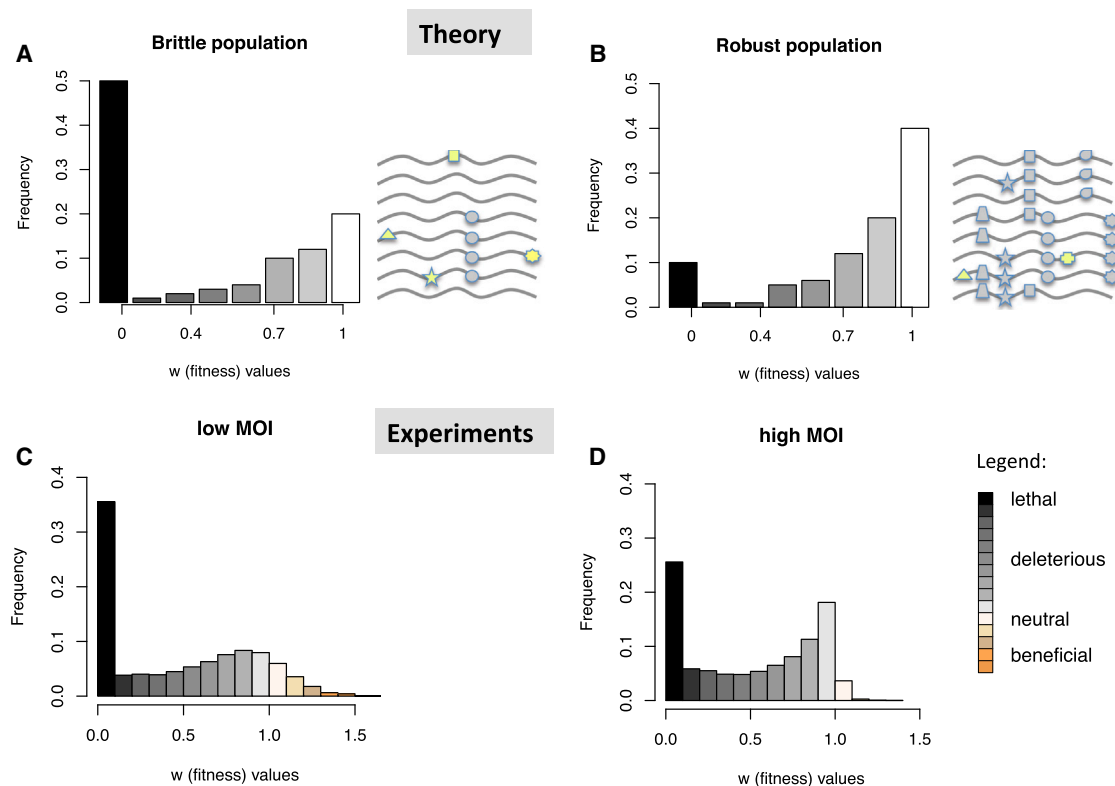 Theory
A
Brittle population
0.5
0.4
0.3
0.2
0.1
0.0
Frequency
0 0.4 0.7 1
w (fitness) values
B
Robust population
0.5
0.4
0.3
0.2
0.1
0.0
Frequency
0 0.4 0.7 1
w (fitness) values
Experiments
C
low MOI
0.4
0.3
0.2
0.1
0.0
Frequency
0.0 0.5 1.0 1.5
w (fitness) values
D
high MOI
0.4
0.3
0.2
0.1
0.0
Frequency
0.0 0.5 1.0 1.5
w (fitness) values
Legend:
lethal
deleterious
neutral
beneficial